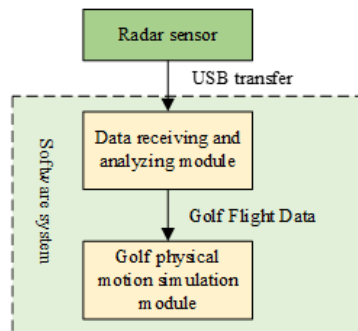 Radar sensor
USB transfer
Data receiving and
analyzing module
Software system
Golf Flight Data
Golf physical
motion simulation
module